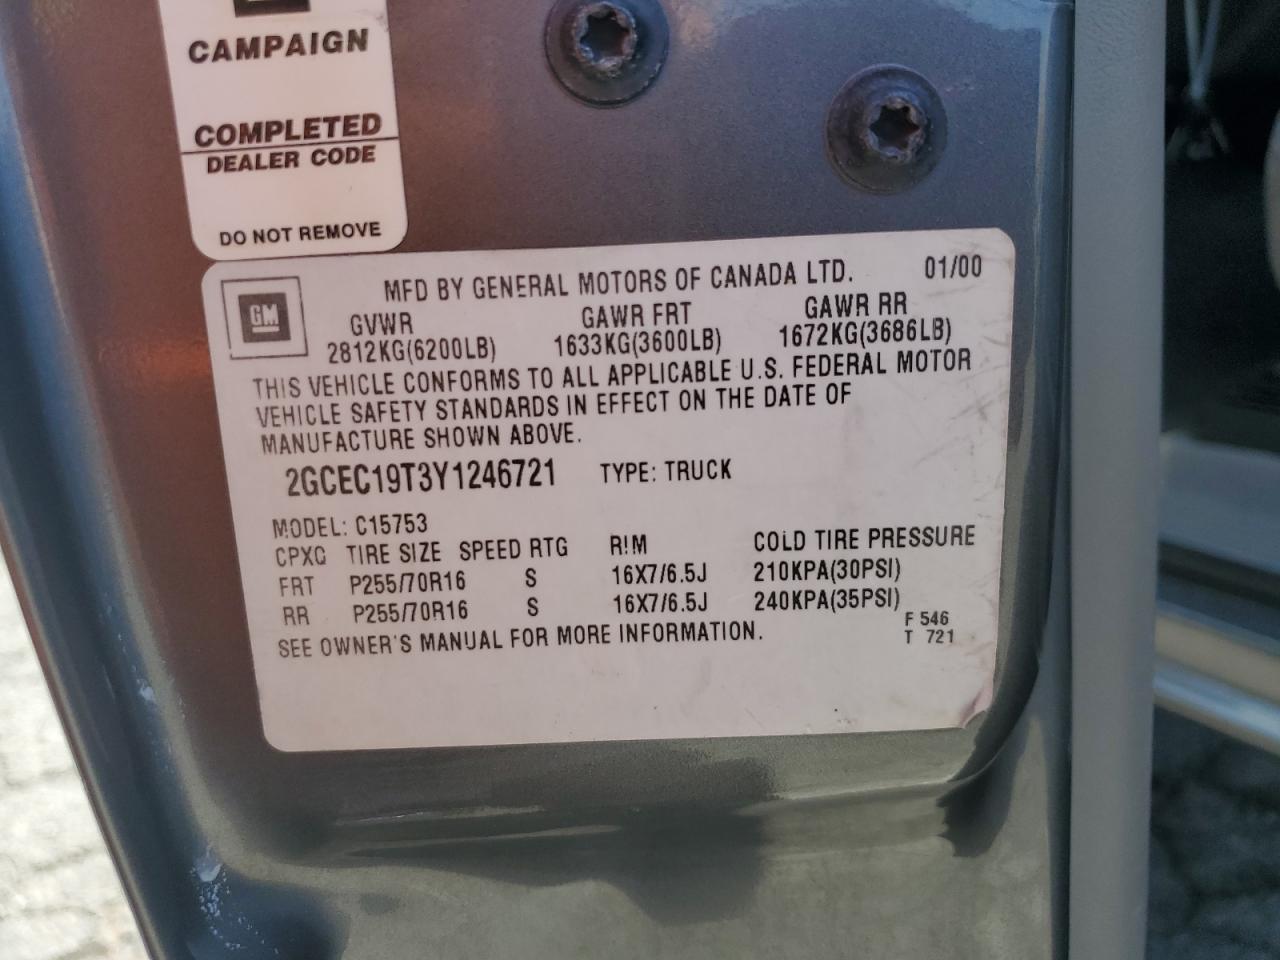 CAMPAIGN
COMPLETED
DEALER CODE
DO NOT REMOVE
GM
MFD BY GENERAL MOTORS OF CANADA LTD. 01/00
GVWR GAWR FRT GAWR RR
2812KG(6200LB) 1633KG(3600LB) 1672KG(3686LB)
THIS VEHICLE CONFORMS TO ALL APPLICABLE U.S. FEDERAL MOTOR
VEHICLE SAFETY STANDARDS IN EFFECT ON THE DATE OF
MANUFACTURE SHOWN ABOVE.
2GCEC19T3Y1246721 TYPE: TRUCK
MODEL: C15753
CPXQ TIRE SIZE SPEED RTG RIM COLD TIRE PRESSURE
FRT P255/70R16 S 16X7/6.5J 210KPA(30PSI)
RR P255/70R16 S 16X7/6.5J 240KPA(35PSI)
SEE OWNER'S MANUAL FOR MORE INFORMATION.
F 546
T 721